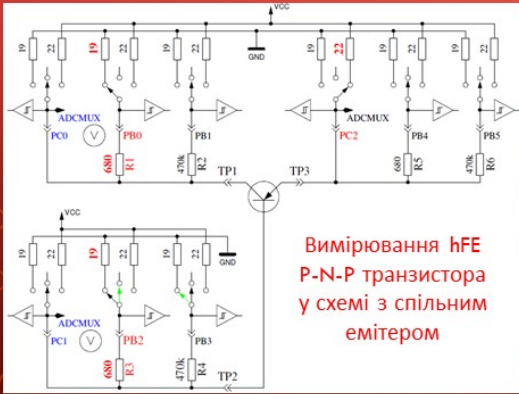 VCC
19 22 19 22 19 22 19 22 19 22 19 22
GND
ADCMUX ADCMUX
PC0 V PB0 PB1 PC2 PB4 PB5
680 R1 470k R2 TP1 TP3 680 R5 470k R6
VCC
19 22 19 22 19 22
GND
ADCMUX
PC1 V PB2 PB3
680 R3 470k R4 TP2
Вимірювання hFE
P-N-P транзистора
у схемі з спільним
емітером